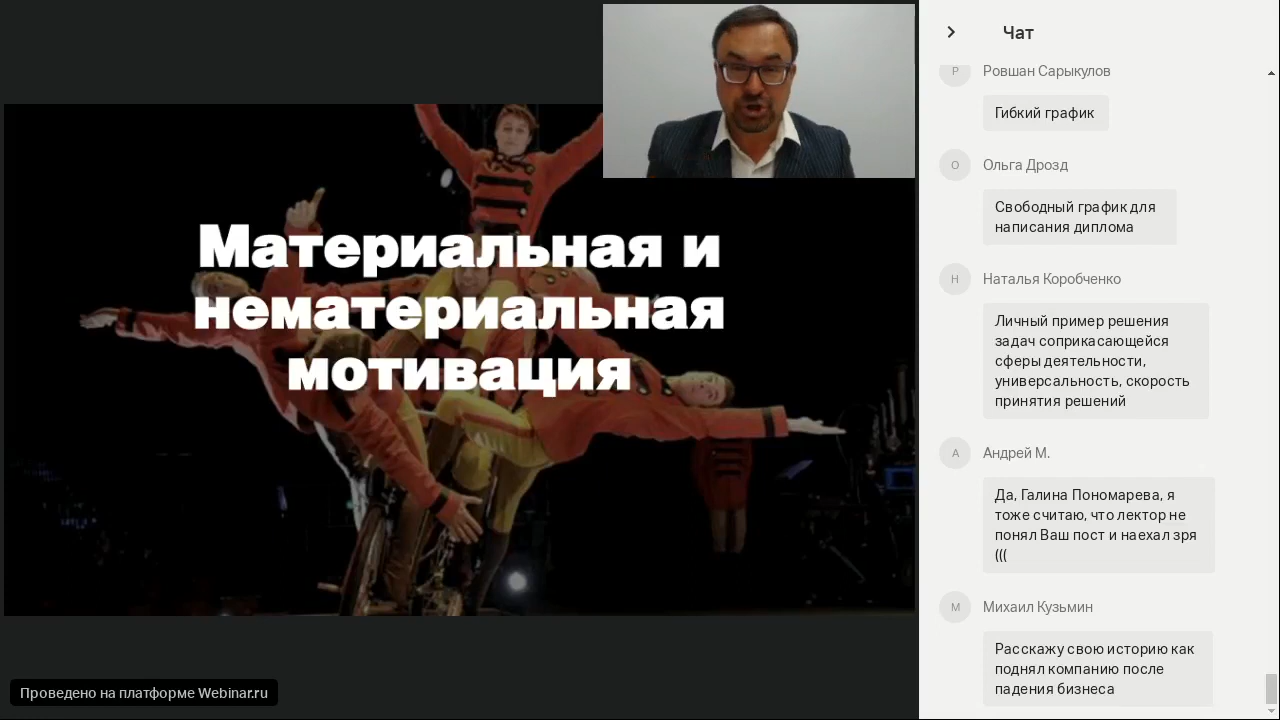 Материальная и
нематериальная
мотивация
Проведено на платформе Webinar.ru
Чат
Р
Ровшан Сарыкулов
Гибкий график
О
Ольга Дрозд
Свободный график для
написания диплома
Н
Наталья Коробченко
Личный пример решения
задач соприкасающейся
сферы деятельности,
универсальность, скорость
принятия решений
А
Андрей М.
Да, Галина Пономарева, я
тоже считаю, что лектор не
понял Ваш пост и наехал зря
(((
М
Михаил Кузьмин
Расскажу свою историю как
поднял компанию после
падения бизнеса